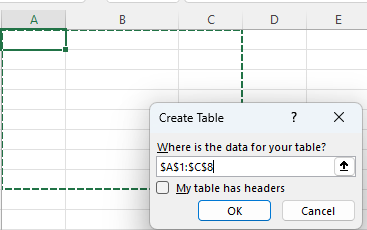 A B C D E
Create Table ? ×
Where is the data for your table?
$A$1:$C$8
My table has headers
OK Cancel